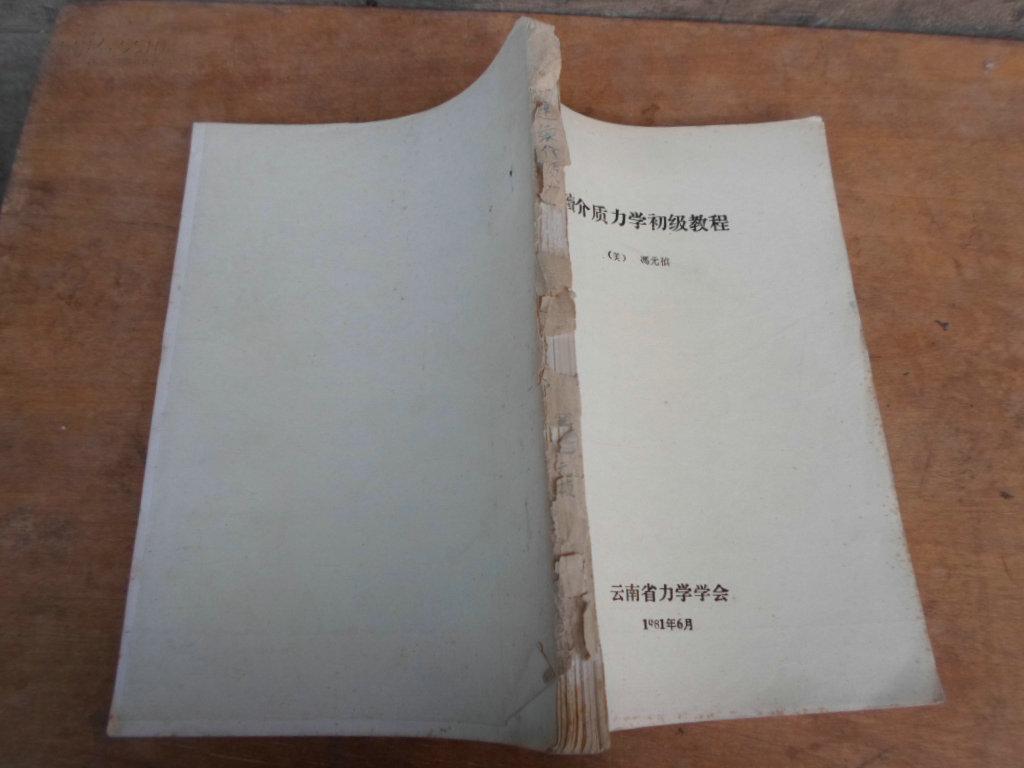 介质力学初级教程
(美) 冯元桢
云南省力学学会
1981年6月